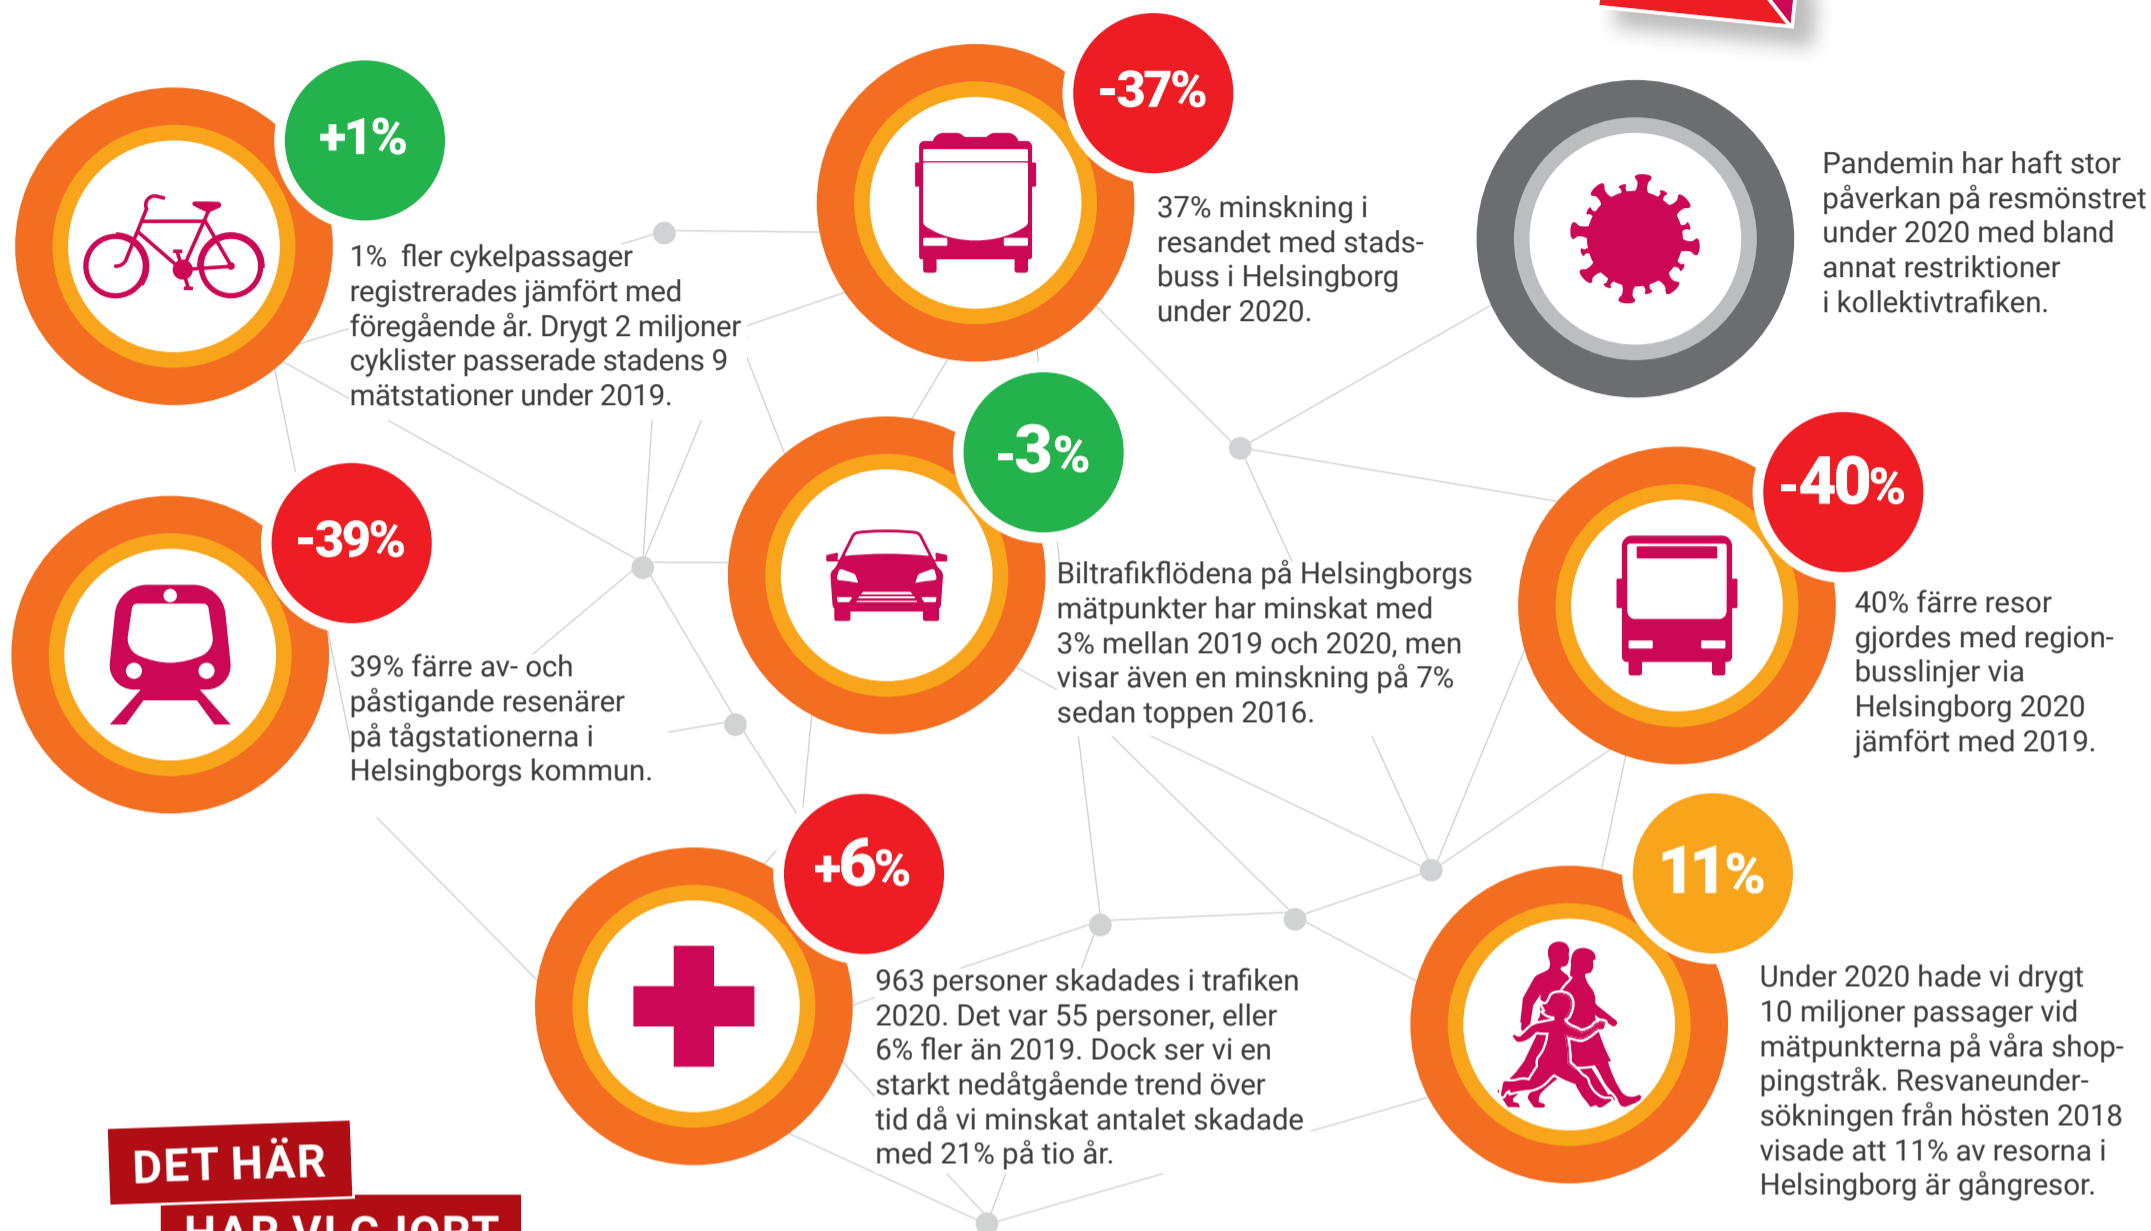 +1%
1% fler cykelpassager
registrerades jämfört med
föregående år. Drygt 2 miljoner
cyklister passerade stadens 9
mätstationer under 2019.
-37%
37% minskning i
resandet med stads-
buss i Helsingborg
under 2020.
Pandemin har haft stor
påverkan på resmönstret
under 2020 med bland
annat restriktioner
i kollektivtrafiken.
-39%
39% färre av- och
påstigande resenärer
på tågstationerna i
Helsingborgs kommun.
-3%
Biltrafikflödena på Helsingborgs
mätpunkter har minskat med
3% mellan 2019 och 2020, men
visar även en minskning på 7%
sedan toppen 2016.
-40%
40% färre resor
gjordes med region-
busslinjer via
Helsingborg 2020
jämfört med 2019.
+6%
963 personer skadades i trafiken
2020. Det var 55 personer, eller
6% fler än 2019. Dock ser vi en
starkt nedåtgående trend över
tid då vi minskat antalet skadade
med 21% på tio år.
11%
Under 2020 hade vi drygt
10 miljoner passager vid
mätpunkterna på våra shop-
pingstråk. Resvaneunder-
sökningen från hösten 2018
visade att 11% av resorna i
Helsingborg är gångresor.
DET HÄR
HAR VI GJORT